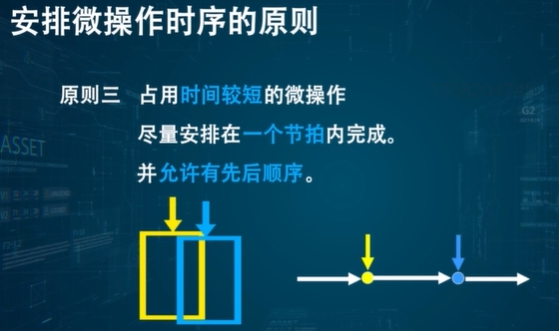 安排微操作时序的原则
原则三 占用时间较短的微操作
尽量安排在一个节拍内完成。
并允许有先后顺序。
ASSET
G2